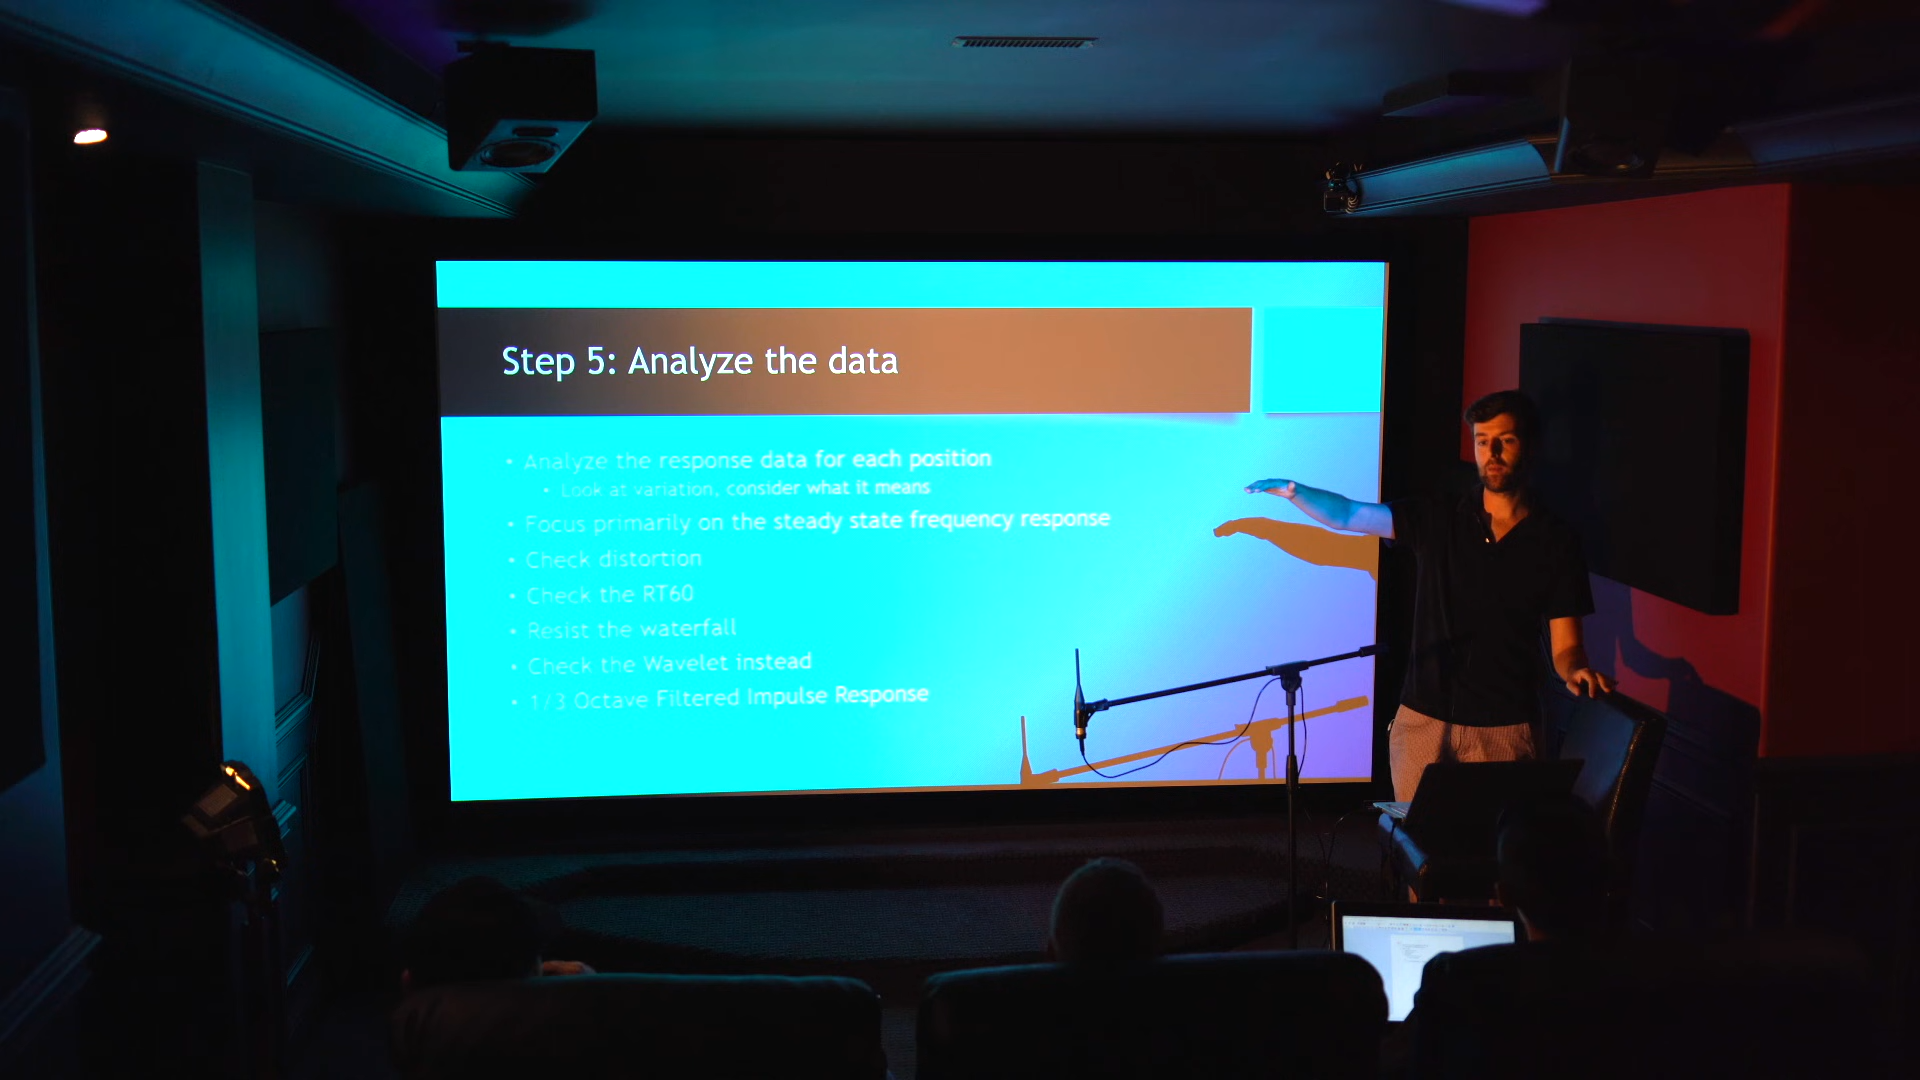 Step 5: Analyze the data
• Analyze the response data for each position
• Look at variation, consider what it means
• Focus primarily on the steady state frequency response
• Check distortion
• Check the RT60
• Resist the waterfall
• Check the Wavelet instead
• 1/3 Octave Filtered Impulse Response